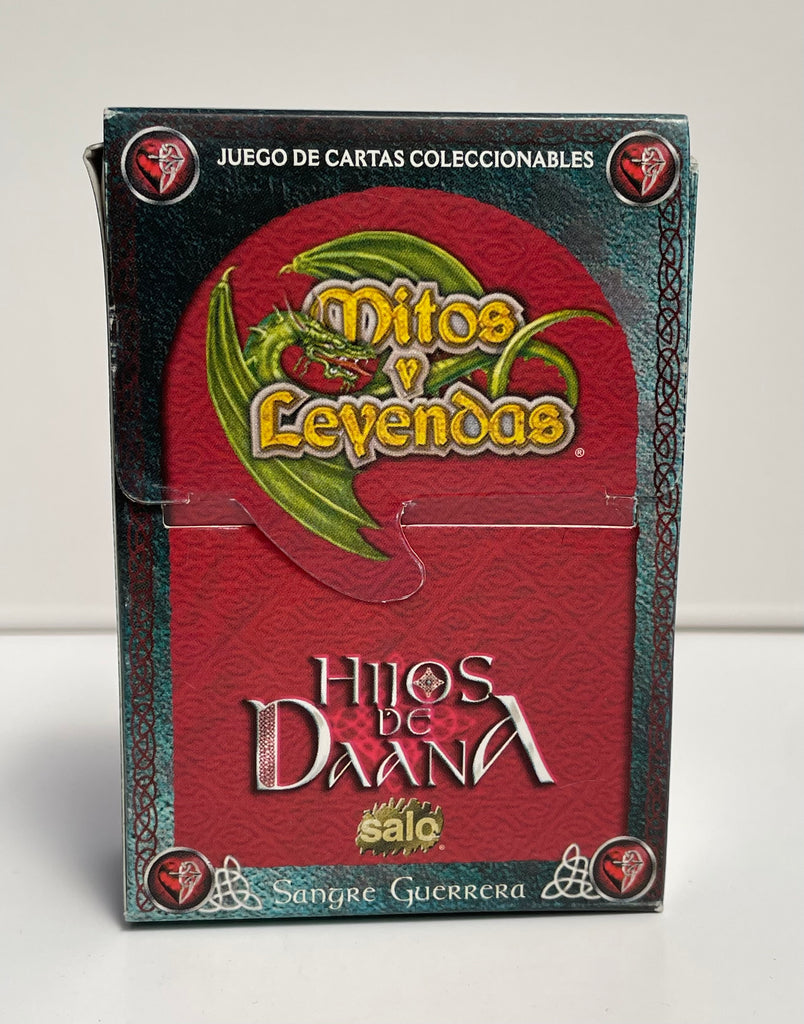 JUEGO DE CARTAS COLECCIONABLES
Mitos
y
Leyendas
®
HIJOS
DE
DAANA
salo
®
Sangre Guerrera